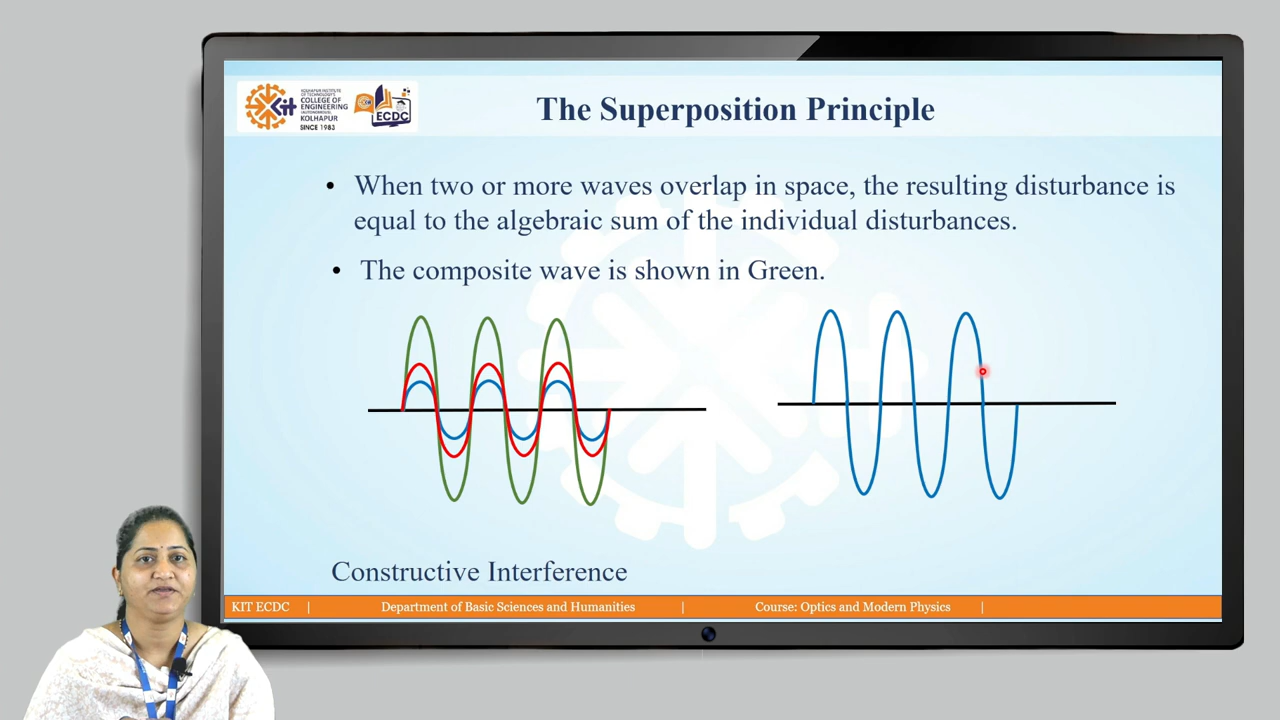 KOLHAPUR INSTITUTE
OF TECHNOLOGY'S
COLLEGE OF
ENGINEERING
(AUTONOMOUS)
KOLHAPUR
SINCE 1983
Kit
ECDC
The Superposition Principle
• When two or more waves overlap in space, the resulting disturbance is
equal to the algebraic sum of the individual disturbances.
• The composite wave is shown in Green.
Constructive Interference
KIT ECDC | Department of Basic Sciences and Humanities | Course: Optics and Modern Physics |